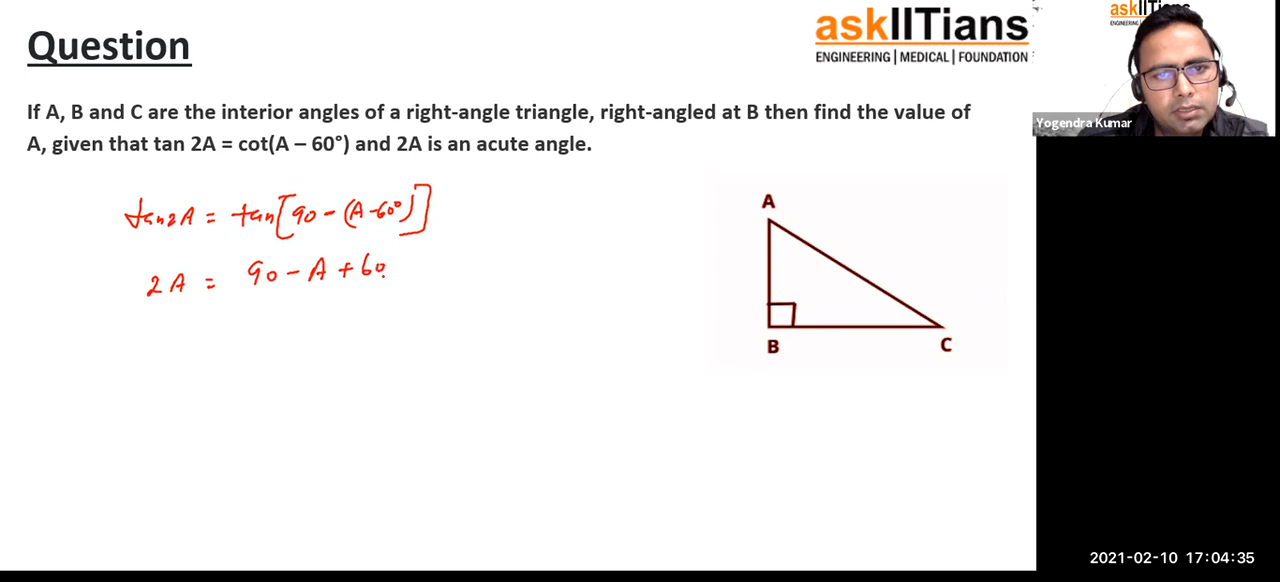 Question
askIITians
ENGINEERING | MEDICAL | FOUNDATION
askIITians
Yogendra Kumar
If A, B and C are the interior angles of a right-angle triangle, right-angled at B then find the value of
A, given that tan 2A = cot(A – 60°) and 2A is an acute angle.
tan2A = tan[90 - (A-60°)]
2A = 90 - A + 60
A
B
C
2021-02-10 17:04:35